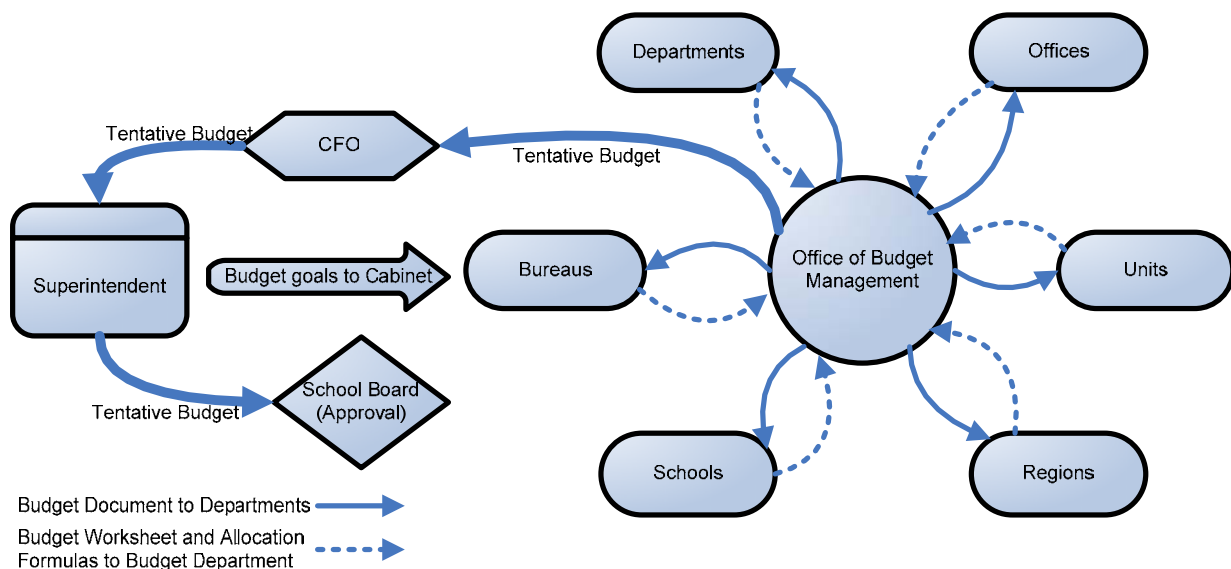 Departments
Offices
Tentative Budget
CFO
Tentative Budget
Superintendent
Budget goals to Cabinet
Bureaus
Office of Budget
Management
Units
Tentative Budget
School Board
(Approval)
Schools
Regions
Budget Document to Departments
Budget Worksheet and Allocation
Formulas to Budget Department